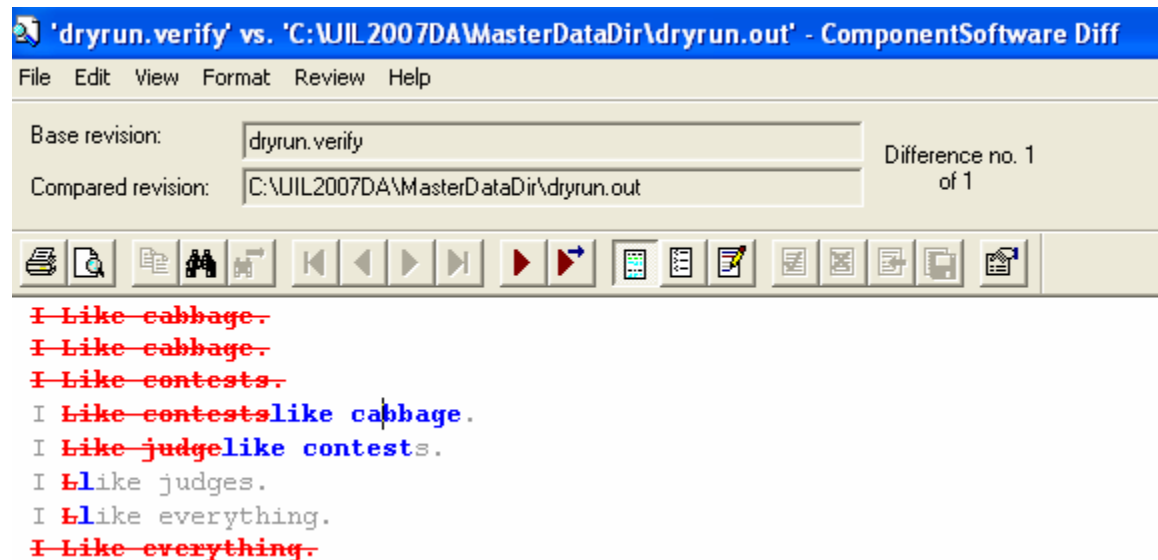 'dryrun.verify' vs. 'C:\UIL2007DA\MasterDataDir\dryrun.out' - ComponentSoftware Diff
File Edit View Format Review Help
Base revision: dryrun.verify
Difference no. 1
Compared revision: C:\UIL2007DA\MasterDataDir\dryrun.out
of 1
I Like cabbage.
I Like cabbage.
I Like contests.
I Like contestslike cabbage.
I Like judgelike contests.
I Llike judges.
I Llike everything.
I Like everything.